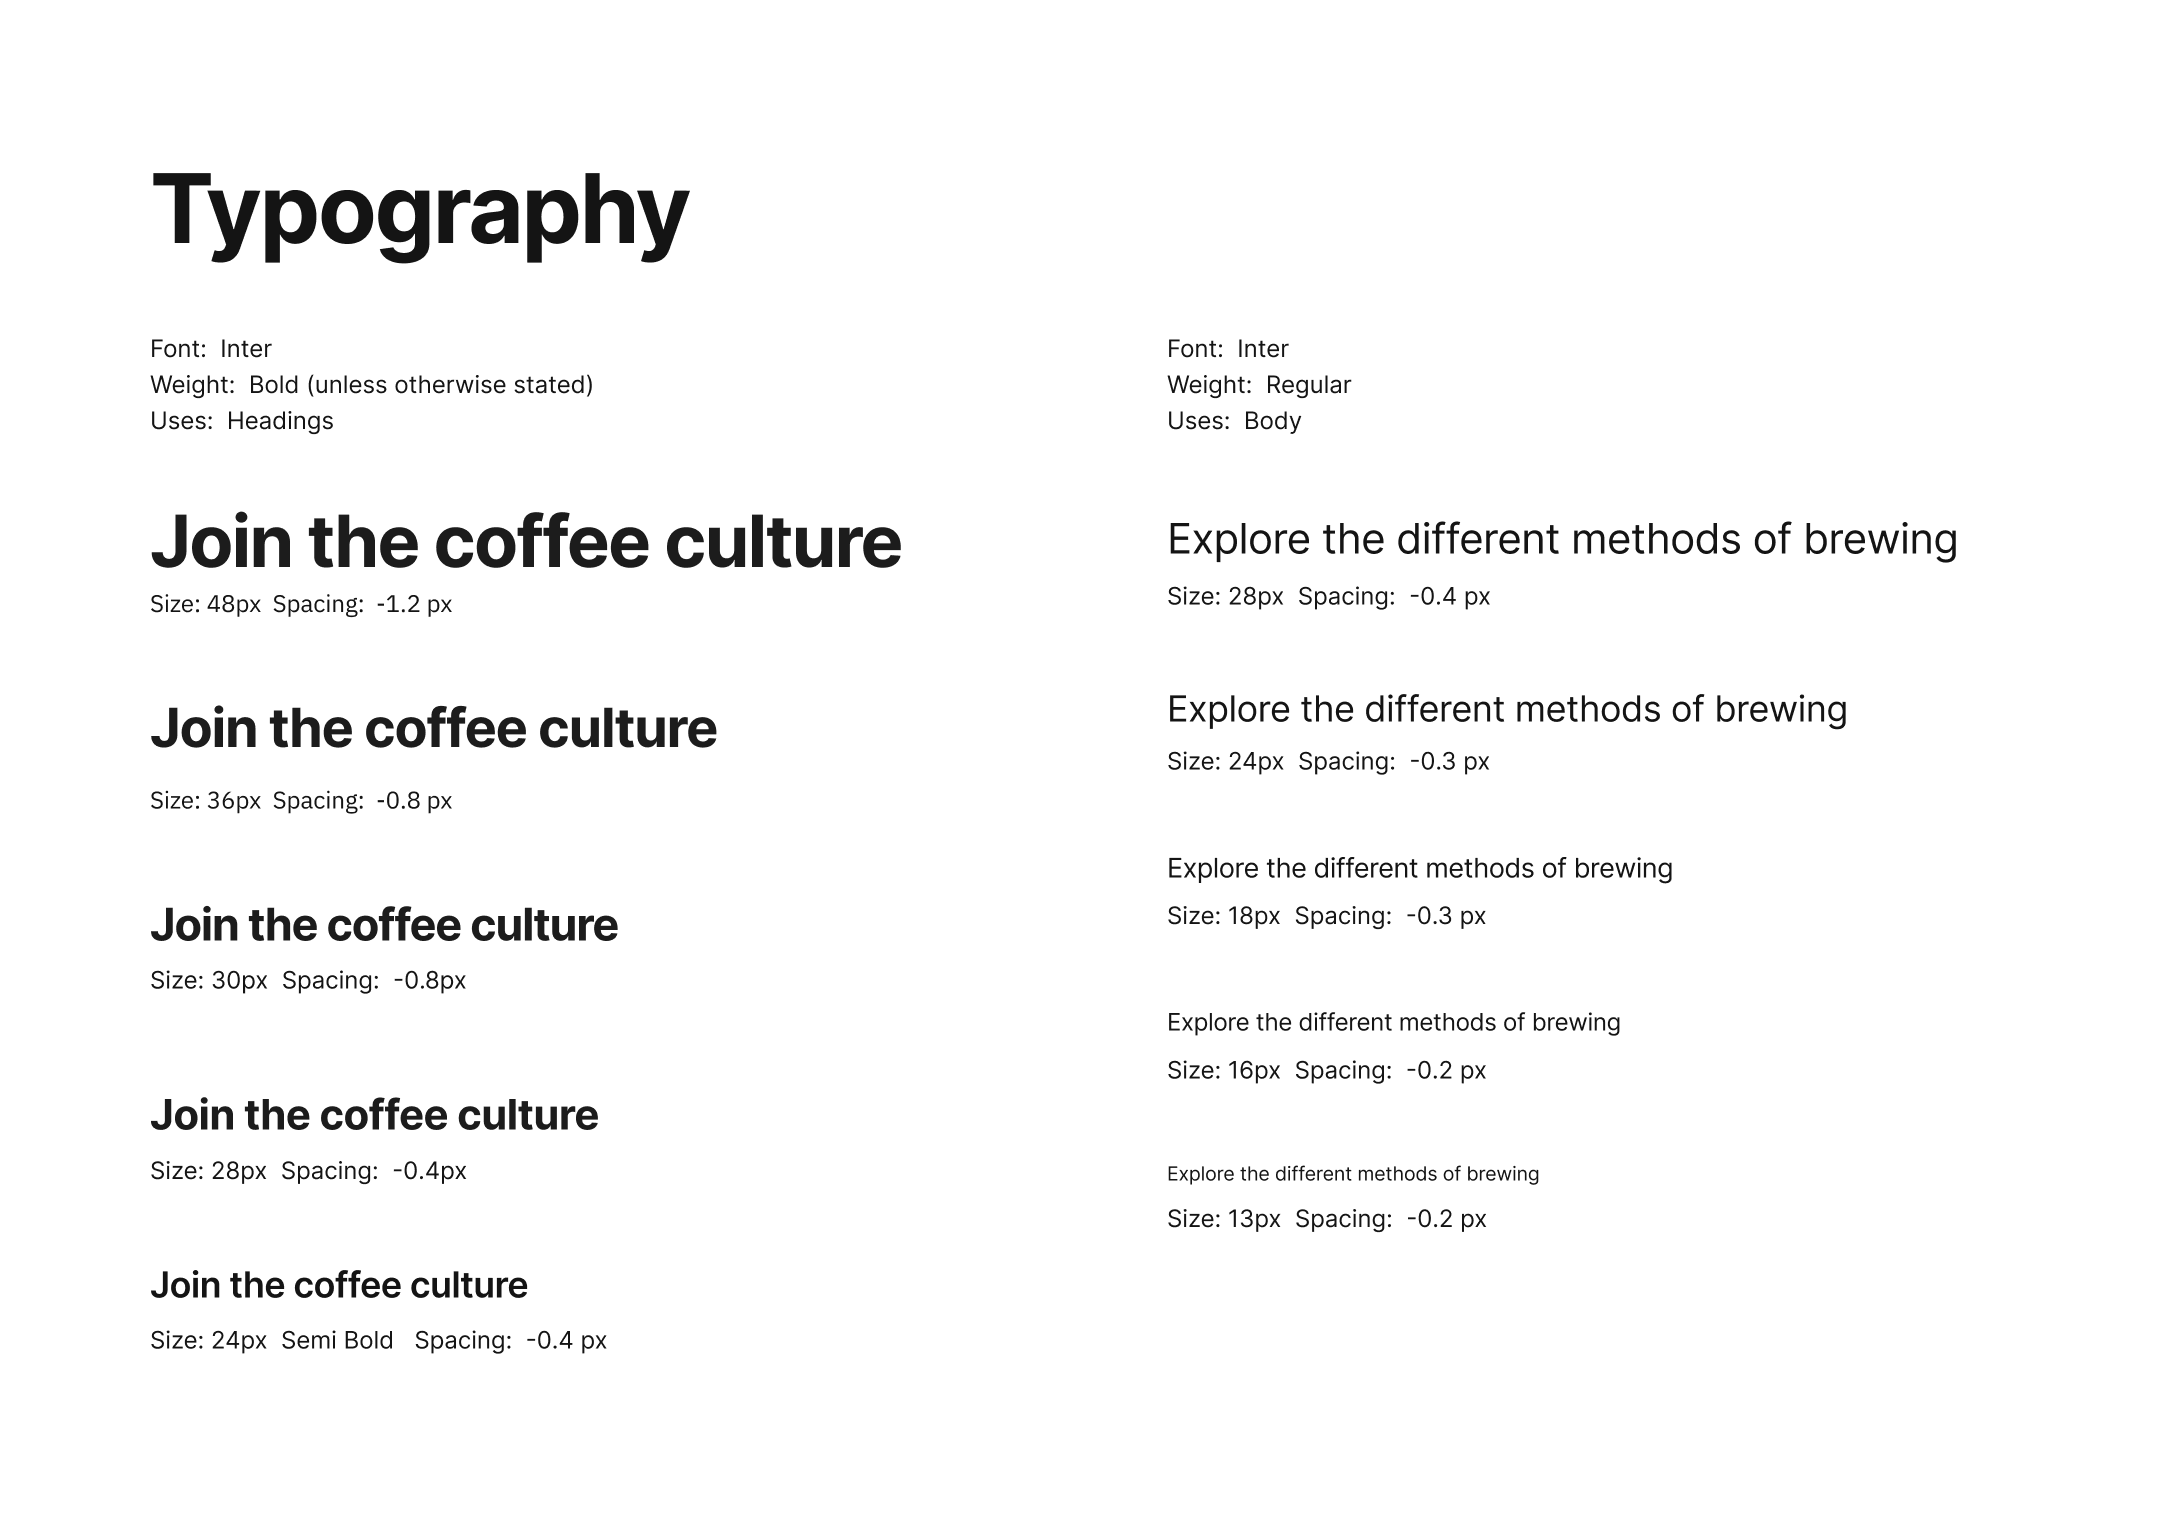 Typography
Font:  Inter
Weight:  Bold (unless otherwise stated)
Uses:  Headings
Join the coffee culture
Size: 48px  Spacing:  -1.2 px
Join the coffee culture
Size: 36px  Spacing:  -0.8 px
Join the coffee culture
Size: 30px  Spacing:  -0.8px
Join the coffee culture
Size: 28px  Spacing:  -0.4px
Join the coffee culture
Size: 24px  Semi Bold   Spacing:  -0.4 px
Font:  Inter
Weight:  Regular
Uses:  Body
Explore the different methods of brewing
Size: 28px  Spacing:  -0.4 px
Explore the different methods of brewing
Size: 24px  Spacing:  -0.3 px
Explore the different methods of brewing
Size: 18px  Spacing:  -0.3 px
Explore the different methods of brewing
Size: 16px  Spacing:  -0.2 px
Explore the different methods of brewing
Size: 13px  Spacing:  -0.2 px